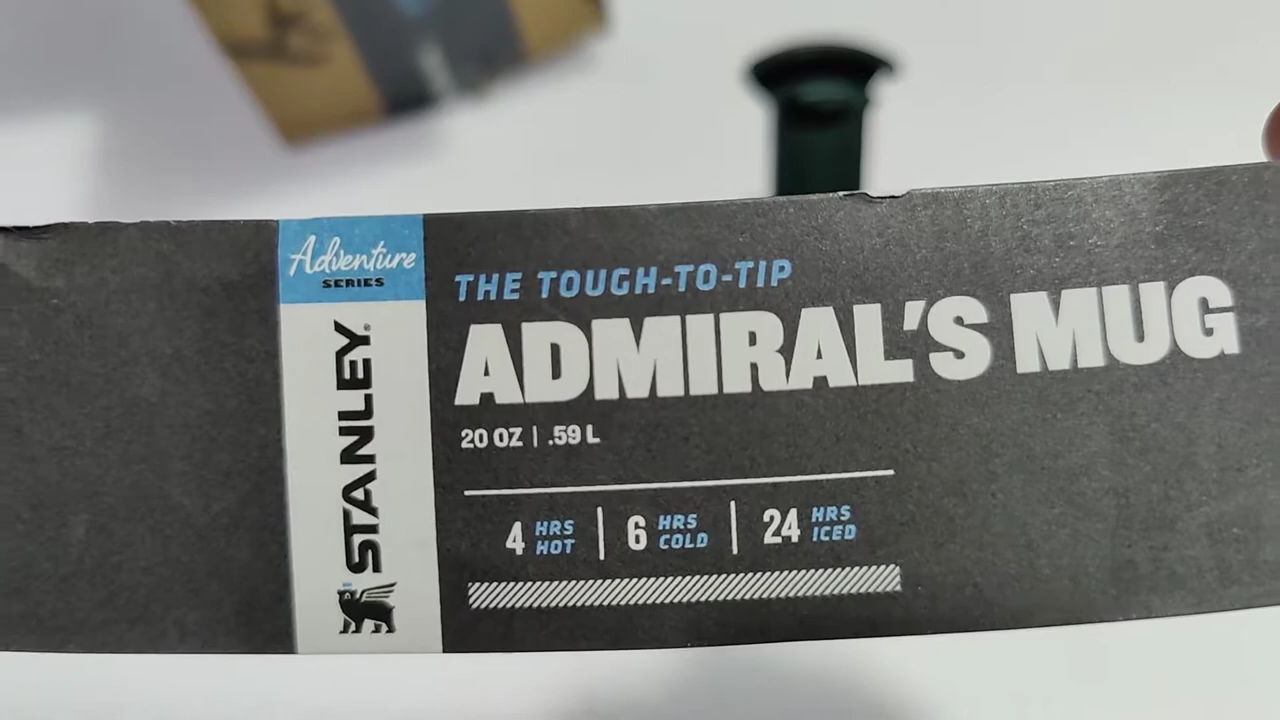 Adventure
SERIES
STANLEY®
THE TOUGH-TO-TIP
ADMIRAL'S MUG
20 OZ | .59 L
4 HRS HOT | 6 HRS COLD | 24 HRS ICED